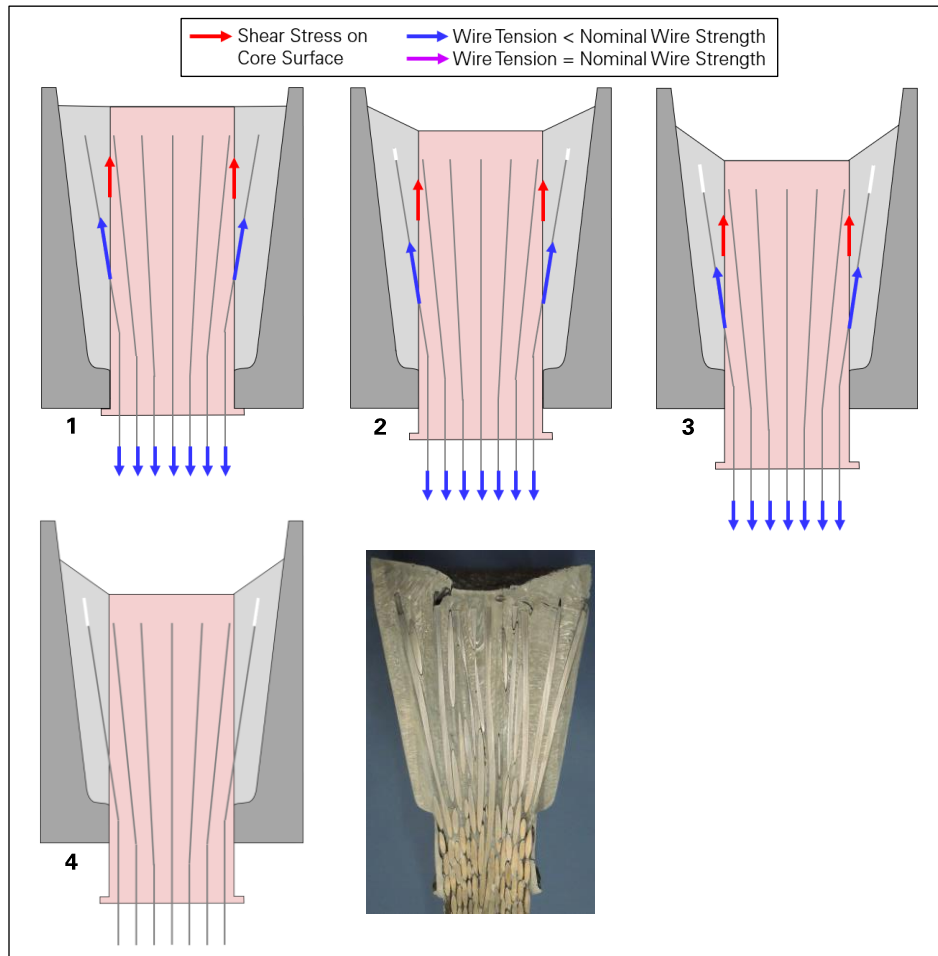 Shear Stress on
Core Surface
Wire Tension < Nominal Wire Strength
Wire Tension = Nominal Wire Strength
1
2
3
4